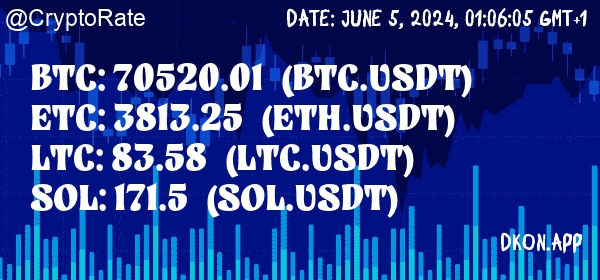 @CryptoRate
DATE: JUNE 5, 2024, 01:06:05 GMT+1
BTC: 70520.01 (BTC.USDT)
ETC: 3813.25 (ETH.USDT)
LTC: 83.58 (LTC.USDT)
SOL: 171.5 (SOL.USDT)
DKON.APP